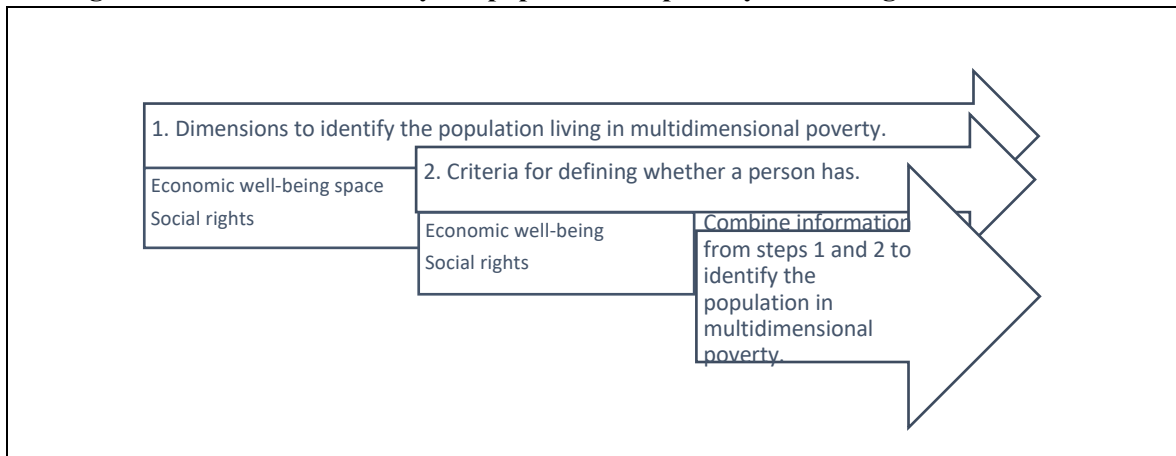 1. Dimensions to identify the population living in multidimensional poverty.
Economic well-being space
Social rights
2. Criteria for defining whether a person has.
Economic well-being
Social rights
Combine information
from steps 1 and 2 to
identify the
population in
multidimensional
poverty.